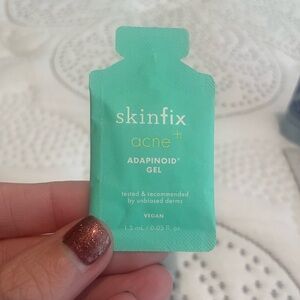 skinfix
acne+
ADAPINOID®
GEL
tested & recommended
by unbiased derms
VEGAN
1.5 mL / 0.05 fl oz